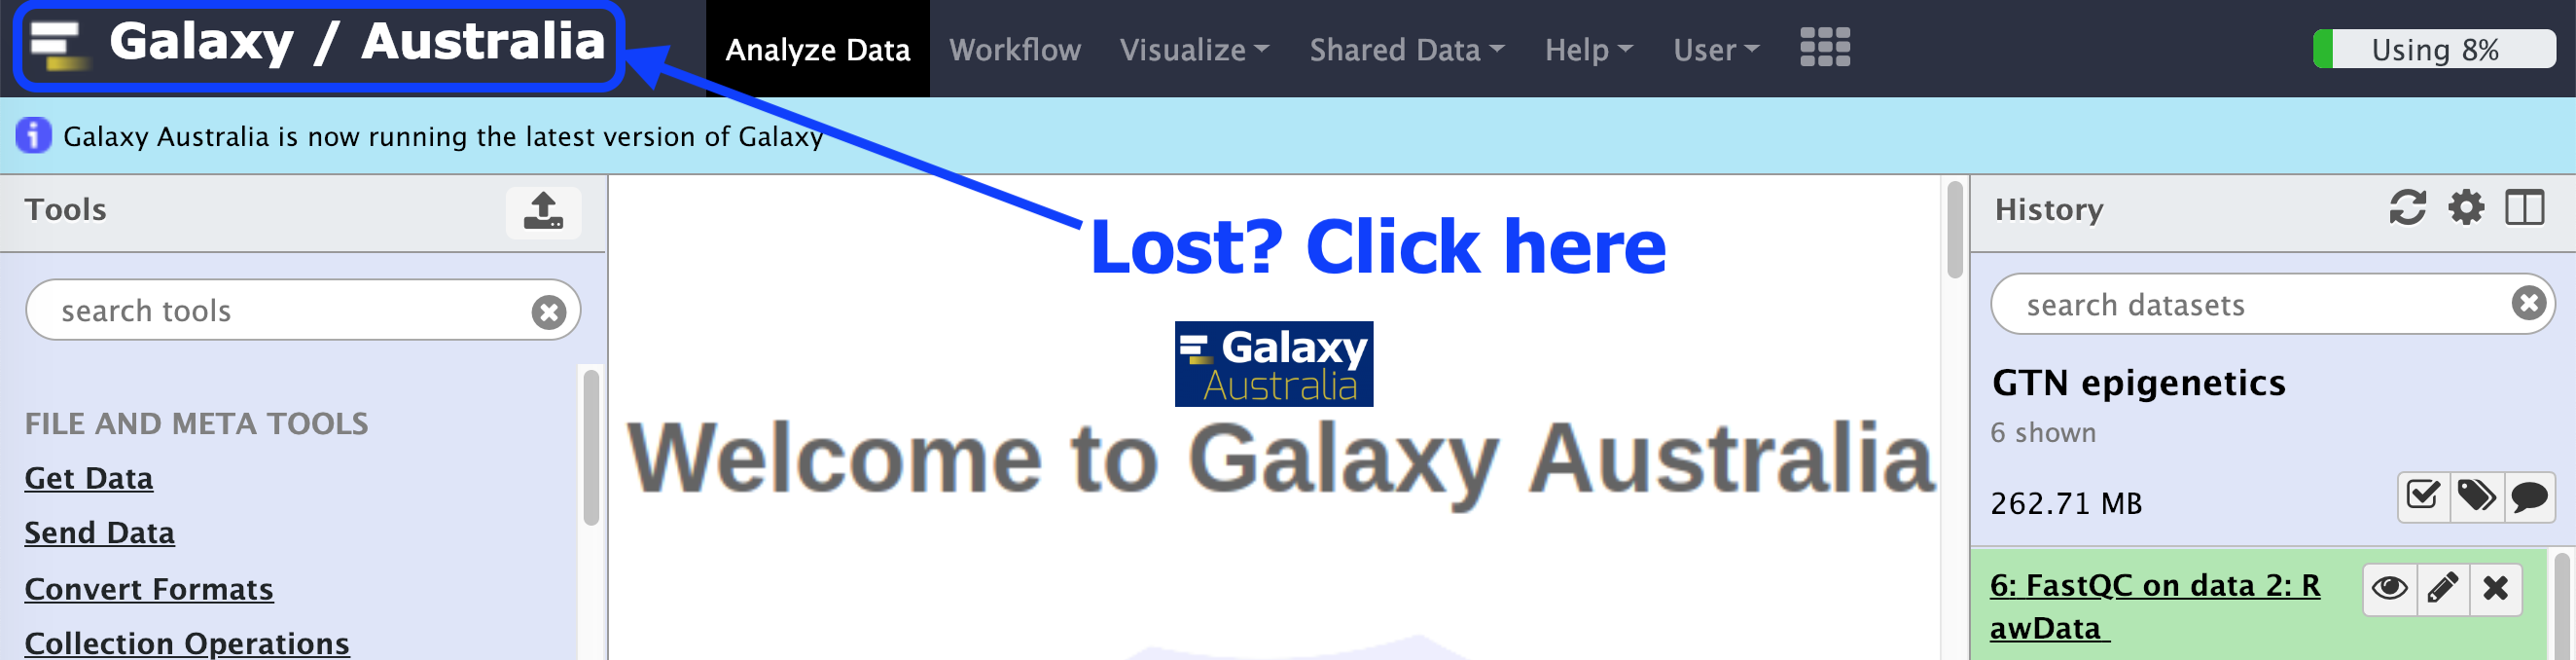 Galaxy / Australia
Analyze Data Workflow Visualize Shared Data Help User
Using 8%
Galaxy Australia is now running the latest version of Galaxy
Tools
search tools
FILE AND META TOOLS
Get Data
Send Data
Convert Formats
Collection Operations
Lost? Click here
Galaxy
Australia
Welcome to Galaxy Australia
History
search datasets
GTN epigenetics
6 shown
262.71 MB
6: FastQC on data 2: R
awData